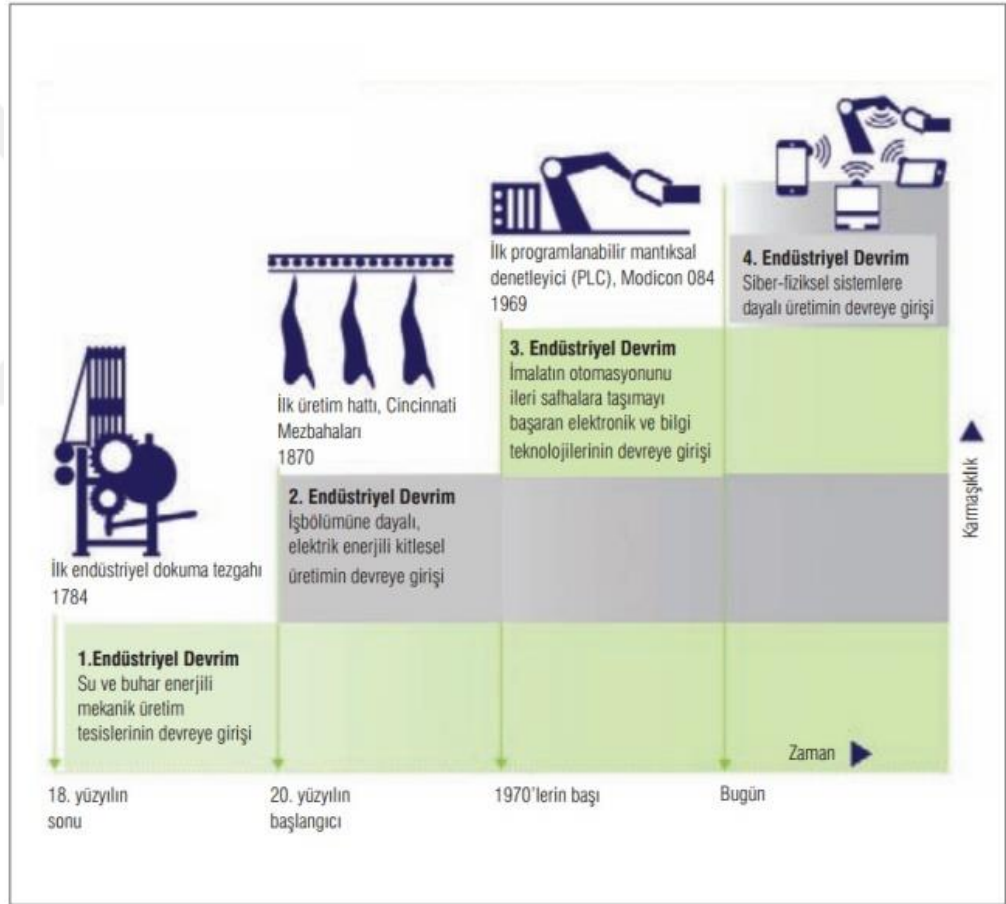 İlk programlanabilir mantıksal
denetleyici (PLC), Modicon 084
1969
4. Endüstriyel Devrim
Siber-fiziksel sistemlere
dayalı üretimin devreye girişi
3. Endüstriyel Devrim
İmalatın otomasyonunu
ileri safhalara taşımayı
başaran elektronik ve bilgi
teknolojilerinin devreye girişi
İlk üretim hattı, Cincinnati
Mezbahaları
1870
2. Endüstriyel Devrim
İşbölümüne dayalı,
elektrik enerjili kitlesel
üretimin devreye girişi
İlk endüstriyel dokuma tezgahı
1784
1.Endüstriyel Devrim
Su ve buhar enerjili
mekanik üretim
tesislerinin devreye girişi
Karmaşıklık
Zaman
18. yüzyılın
sonu
20. yüzyılın
başlangıcı
1970'lerin başı
Bugün